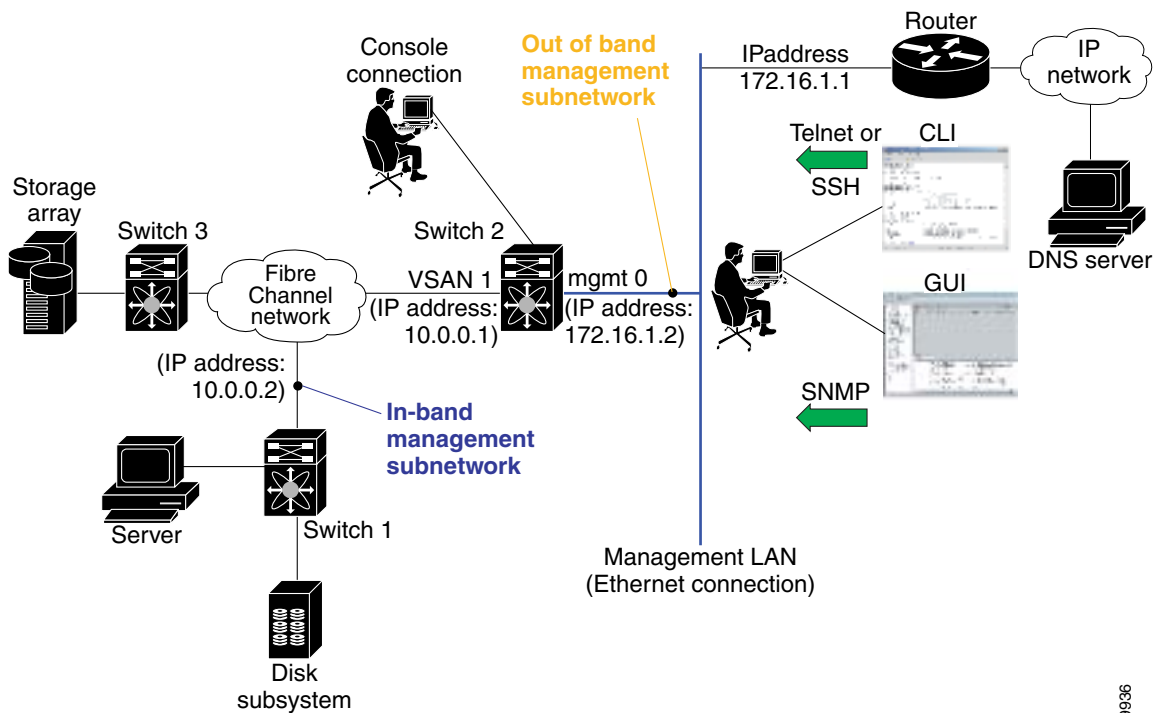 Router
IPaddress
172.16.1.1
IP
network
Out of band
management
subnetwork
Console
connection
Telnet or
SSH
CLI
DNS server
Storage
array
Switch 3
Switch 2
Fibre
Channel
network
VSAN 1
(IP address:
10.0.0.1)
mgmt 0
(IP address:
172.16.1.2)
GUI
SNMP
(IP address:
10.0.0.2)
In-band
management
subnetwork
Server
Switch 1
Management LAN
(Ethernet connection)
Disk
subsystem